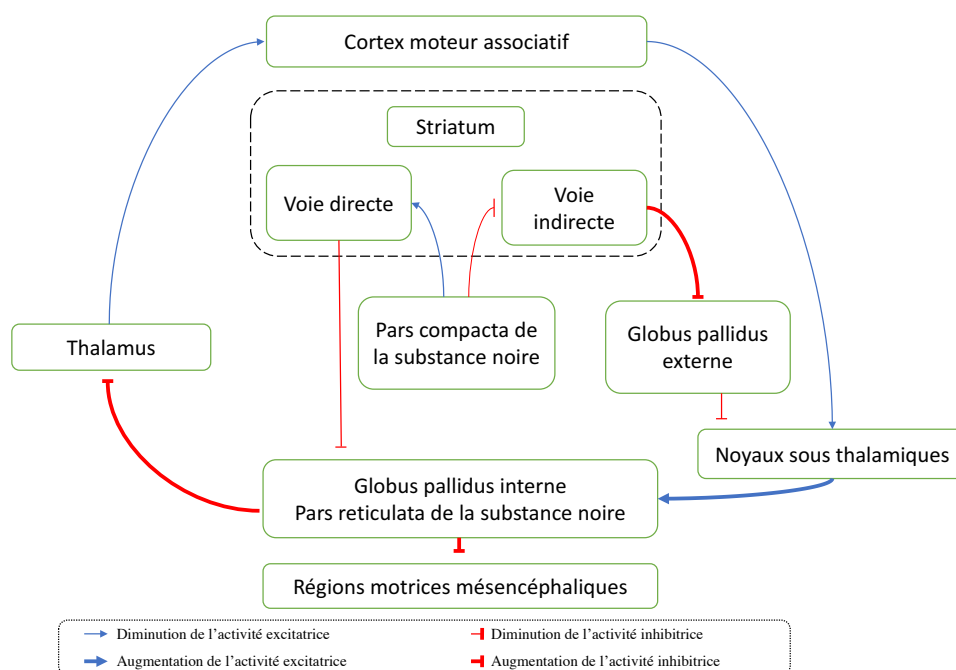 Cortex moteur associatif
Striatum
Voie directe
Voie
indirecte
Pars compacta de
la substance noire
Globus pallidus
externe
Thalamus
Noyaux sous thalamiques
Globus pallidus interne
Pars reticulata de la substance noire
Régions motrices mésencéphaliques
Diminution de l'activité excitatrice
Diminution de l'activité inhibitrice
Augmentation de l'activité excitatrice
Augmentation de l'activité inhibitrice